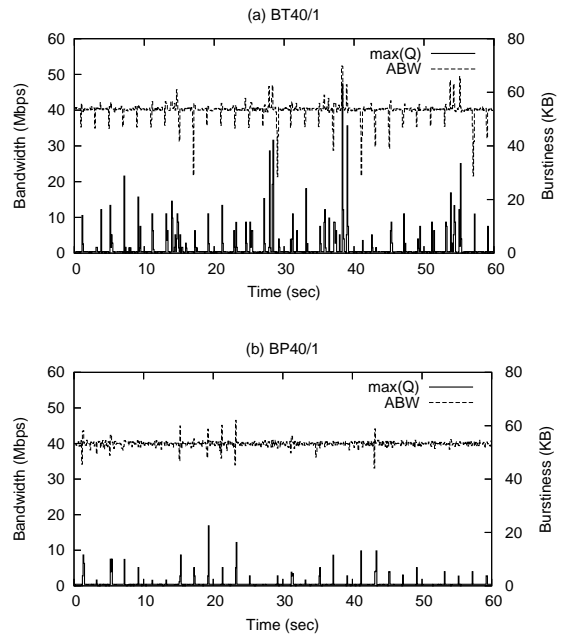 (a) BT40/1
max(Q)
ABW
Bandwidth (Mbps)
Burstiness (KB)
60
50
40
30
20
10
0
80
60
40
20
0
0 10 20 30 40 50 60
Time (sec)
(b) BP40/1
max(Q)
ABW
Bandwidth (Mbps)
Burstiness (KB)
60
50
40
30
20
10
0
80
60
40
20
0
0 10 20 30 40 50 60
Time (sec)